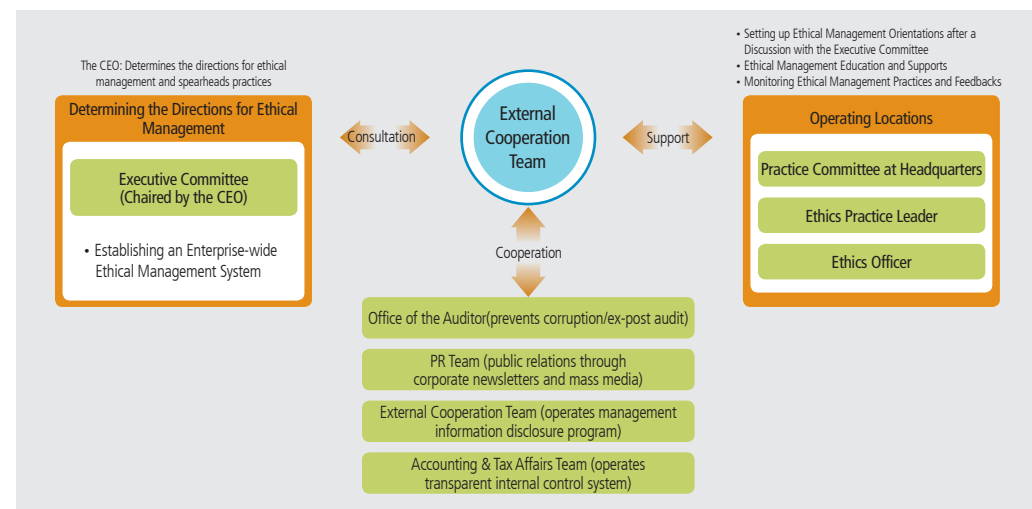 The CEO: Determines the directions for ethical
management and spearheads practices
Determining the Directions for Ethical
Management
Executive Committee
(Chaired by the CEO)
• Establishing an Enterprise-wide
Ethical Management System
Consultation
External
Cooperation
Team
Support
• Setting up Ethical Management Orientations after a
Discussion with the Executive Committee
• Ethical Management Education and Supports
• Monitoring Ethical Management Practices and Feedbacks
Operating Locations
Practice Committee at Headquarters
Ethics Practice Leader
Ethics Officer
Cooperation
Office of the Auditor(prevents corruption/ex-post audit)
PR Team (public relations through
corporate newsletters and mass media)
External Cooperation Team (operates management
information disclosure program)
Accounting & Tax Affairs Team (operates
transparent internal control system)